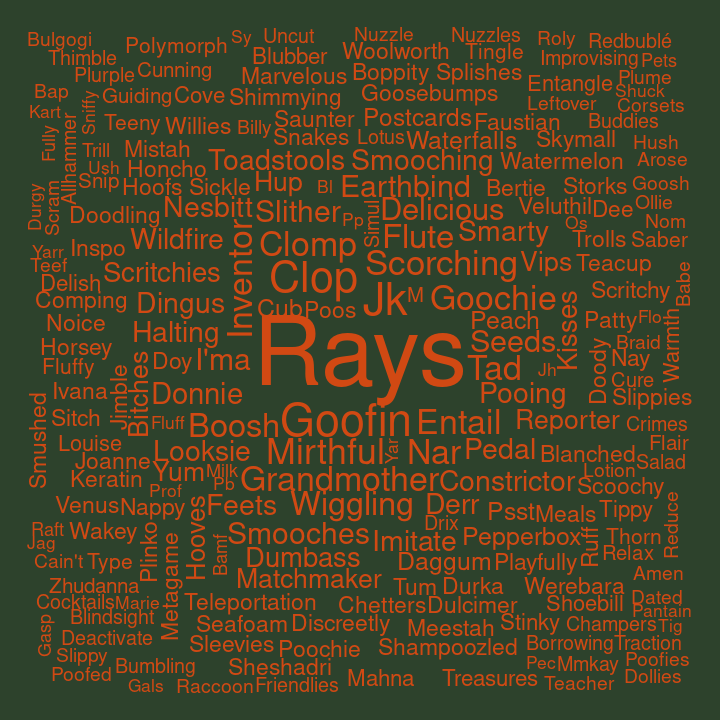 Bulgogi Thimble Polymorph Sy Uncut Nuzzle Nuzzles Roly Redbublé
Plurple Cunning Blubber Woolworth Tingle Improvising Pets
Bap Guiding Cove Marvelous Boppity Splishes Entangle Plume Shuck
Kart Sniffy Shimmying Goosebumps Leftover Corsets
Fully Allhammer Teeny Willies Billy Saunter Postcards Faustian Buddies
Trill Mistah Snakes Lotus Waterfalls Skymall Hush
Ush Honcho Toadstools Smooching Watermelon Arose
Durgy Scram Snip Hoofs Sickle Hup Bl Earthbind Bertie Storks Goosh
Doodling Nesbitt Slither Pp Simul Delicious Veluthil Dee Ollie
Yarr Inspo Wildfire Inventor Clomp Flute Smarty Qs Trolls Saber Nom
Teef Delish Scritchies Clop Scorching Vips Teacup Babe
Comping Dingus Cub Poos Jk M Goochie Kisses Scritchy
Noice Halting Rays Peach Patty Flo Warmth
Horsey Doy I'ma Seeds. Doody Braid
Fluffy Jimble Bitches Tad Jh Nay
Ivana Donnie Pooing Cure Slippies
Smushed Sitch Fluff Boosh Goofin Entail Reporter Crimes
Louise Looksie Mirthful Yar Nar Pedal Blanched Flair
Joanne Yum Milk Lotion Salad
Keratin Prof Pb Grandmother Constrictor Scoochy
Venus Nappy Hooves Feets Wiggling Derr Psst Meals Tippy Reduce
Raft Wakey Plinko Drix
Jag Metagame Bamf Smooches Imitate Pepperbox Ruff Thorn
Cain't Type Dumbass Daggum Playfully Relax
Zhudanna Matchmaker Tum Durka Werebara Amen
Cocktails Marie Teleportation Chetters Dulcimer Shoebill Dated
Gasp Blindsight Seafoam Discreetly Meestah Stinky Champers Pantain Tig
Deactivate Sleevies Poochie Shampoozled Borrowing Traction
Slippy Bumbling Sheshadri Pec Mmkay Poofies
Poofed Gals Raccoon Friendlies Mahna Treasures Teacher Dollies